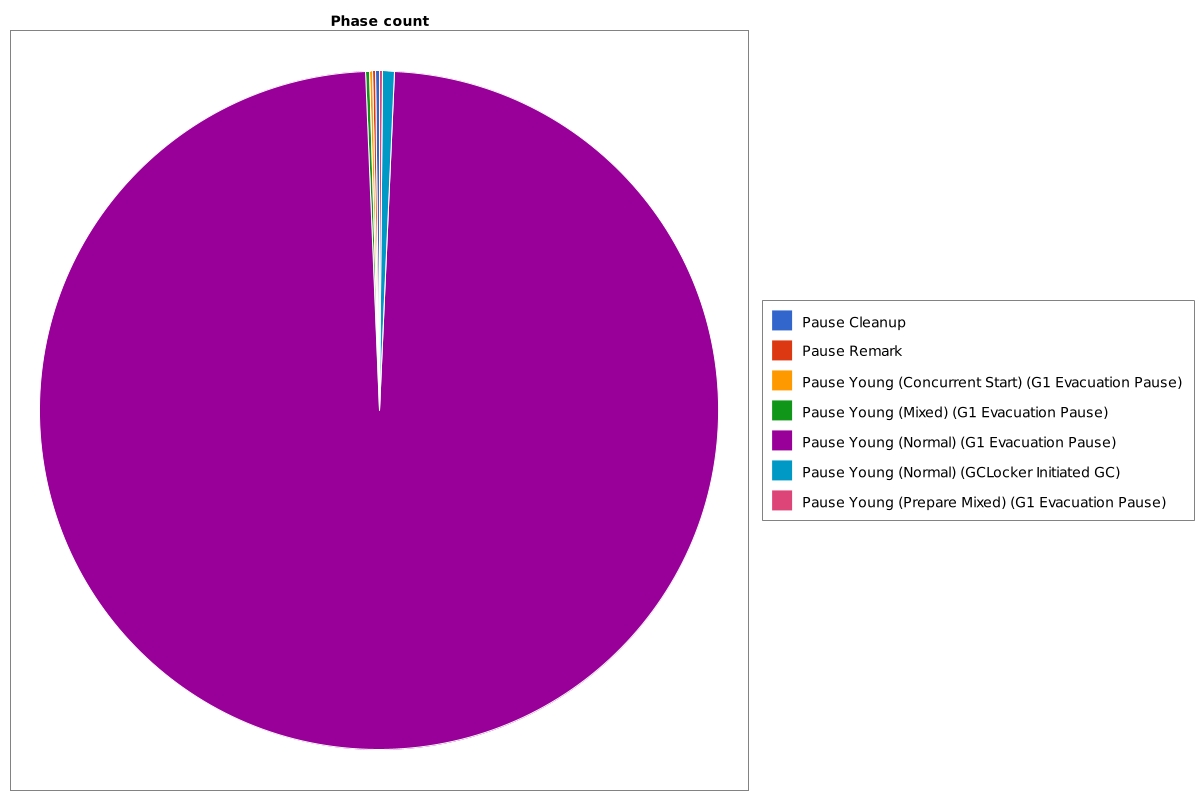 Phase count
Pause Cleanup
Pause Remark
Pause Young (Concurrent Start) (G1 Evacuation Pause)
Pause Young (Mixed) (G1 Evacuation Pause)
Pause Young (Normal) (G1 Evacuation Pause)
Pause Young (Normal) (GCLocker Initiated GC)
Pause Young (Prepare Mixed) (G1 Evacuation Pause)